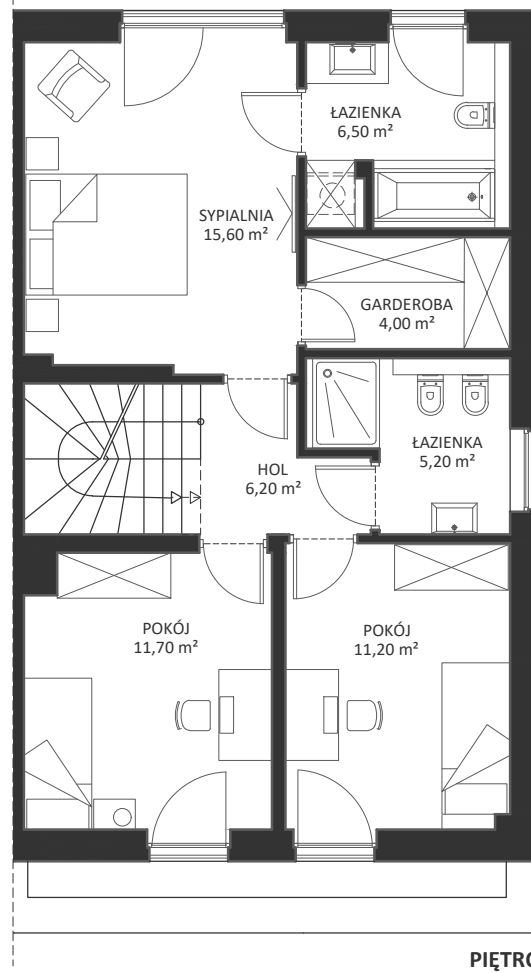 ŁAZIENKA
6,50 m²
SYPIALNIA
15,60 m²
GARDEROBA
4,00 m²
ŁAZIENKA
5,20 m²
HOL
6,20 m²
POKÓJ
11,70 m²
POKÓJ
11,20 m²
PIĘTRO